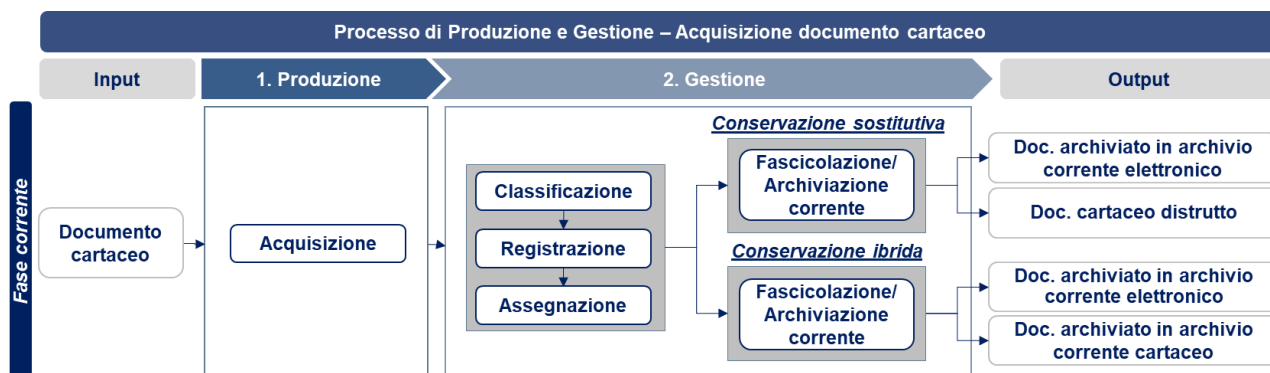 Processo di Produzione e Gestione – Acquisizione documento cartaceo
Input
1. Produzione
2. Gestione
Output
Fase corrente
Documento
cartaceo
Acquisizione
Classificazione
Registrazione
Assegnazione
Conservazione sostitutiva
Fascicolazione/
Archiviazione
corrente
Conservazione ibrida
Fascicolazione/
Archiviazione
corrente
Doc. archiviato in archivio
corrente elettronico
Doc. cartaceo distrutto
Doc. archiviato in archivio
corrente elettronico
Doc. archiviato in archivio
corrente cartaceo